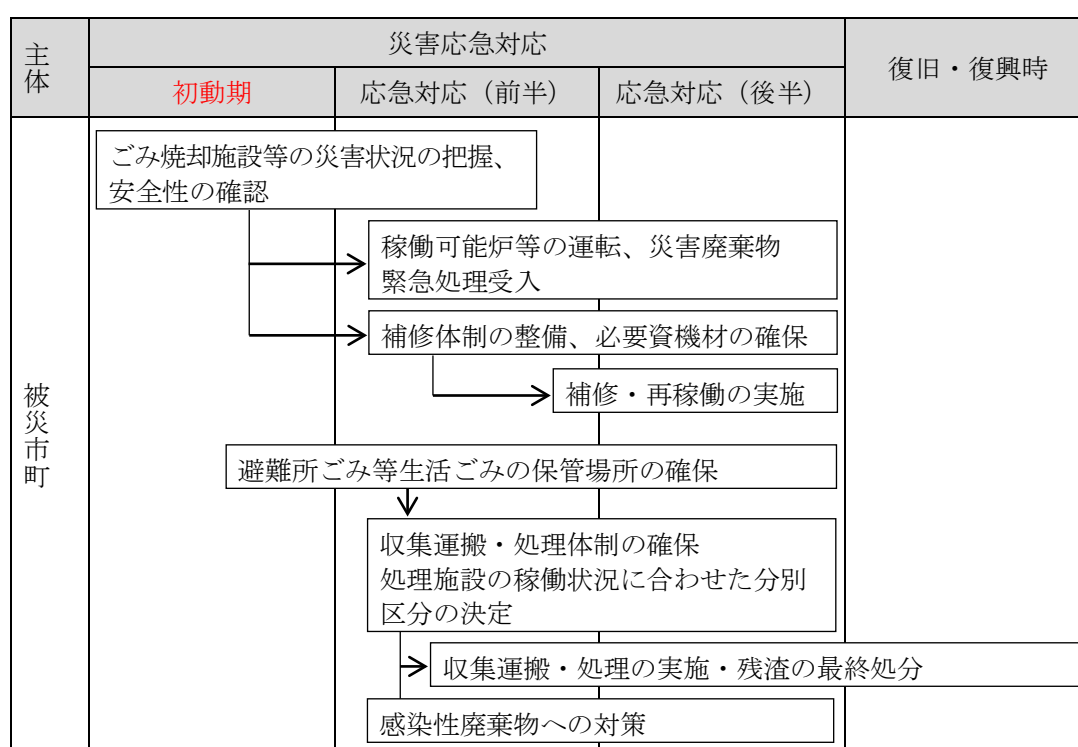 主体
災害応急対応
復旧・復興時
初動期
応急対応（前半）
応急対応（後半）
被災市町
ごみ焼却施設等の災害状況の把握、
安全性の確認
稼働可能炉等の運転、災害廃棄物
緊急処理受入
補修体制の整備、必要資機材の確保
補修・再稼働の実施
避難所ごみ等生活ごみの保管場所の確保
収集運搬・処理体制の確保
処理施設の稼働状況に合わせた分別
区分の決定
収集運搬・処理の実施・残渣の最終処分
感染性廃棄物への対策